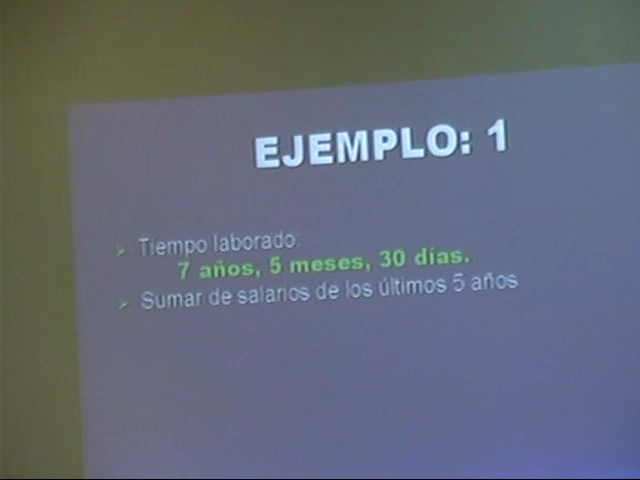 EJEMPLO: 1
Tiempo laborado:
7 años, 5 meses, 30 días.
Sumar de salarios de los últimos 5 años